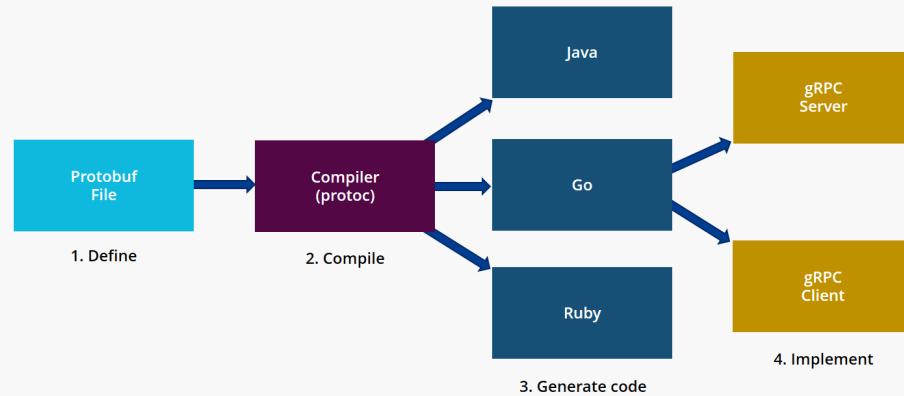 Protobuf
File
1. Define
Compiler
(protoc)
2. Compile
Java
Go
Ruby
3. Generate code
gRPC
Server
gRPC
Client
4. Implement